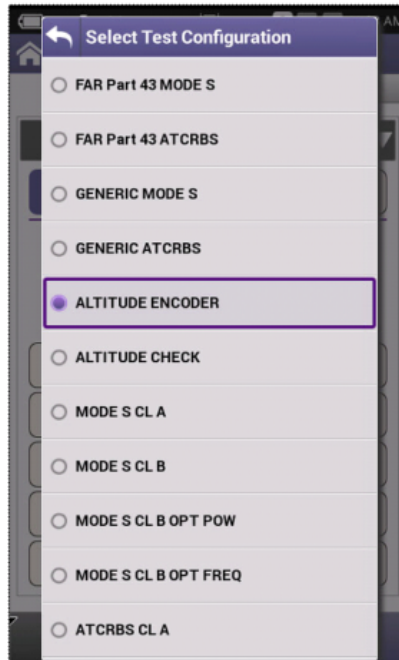 AM
Select Test Configuration
FAR Part 43 MODE S
FAR Part 43 ATCRBS
GENERIC MODE S
GENERIC ATCRBS
ALTITUDE ENCODER
ALTITUDE CHECK
MODE S CL A
MODE S CL B
MODE S CL B OPT POW
MODE S CL B OPT FREQ
ATCRBS CL A